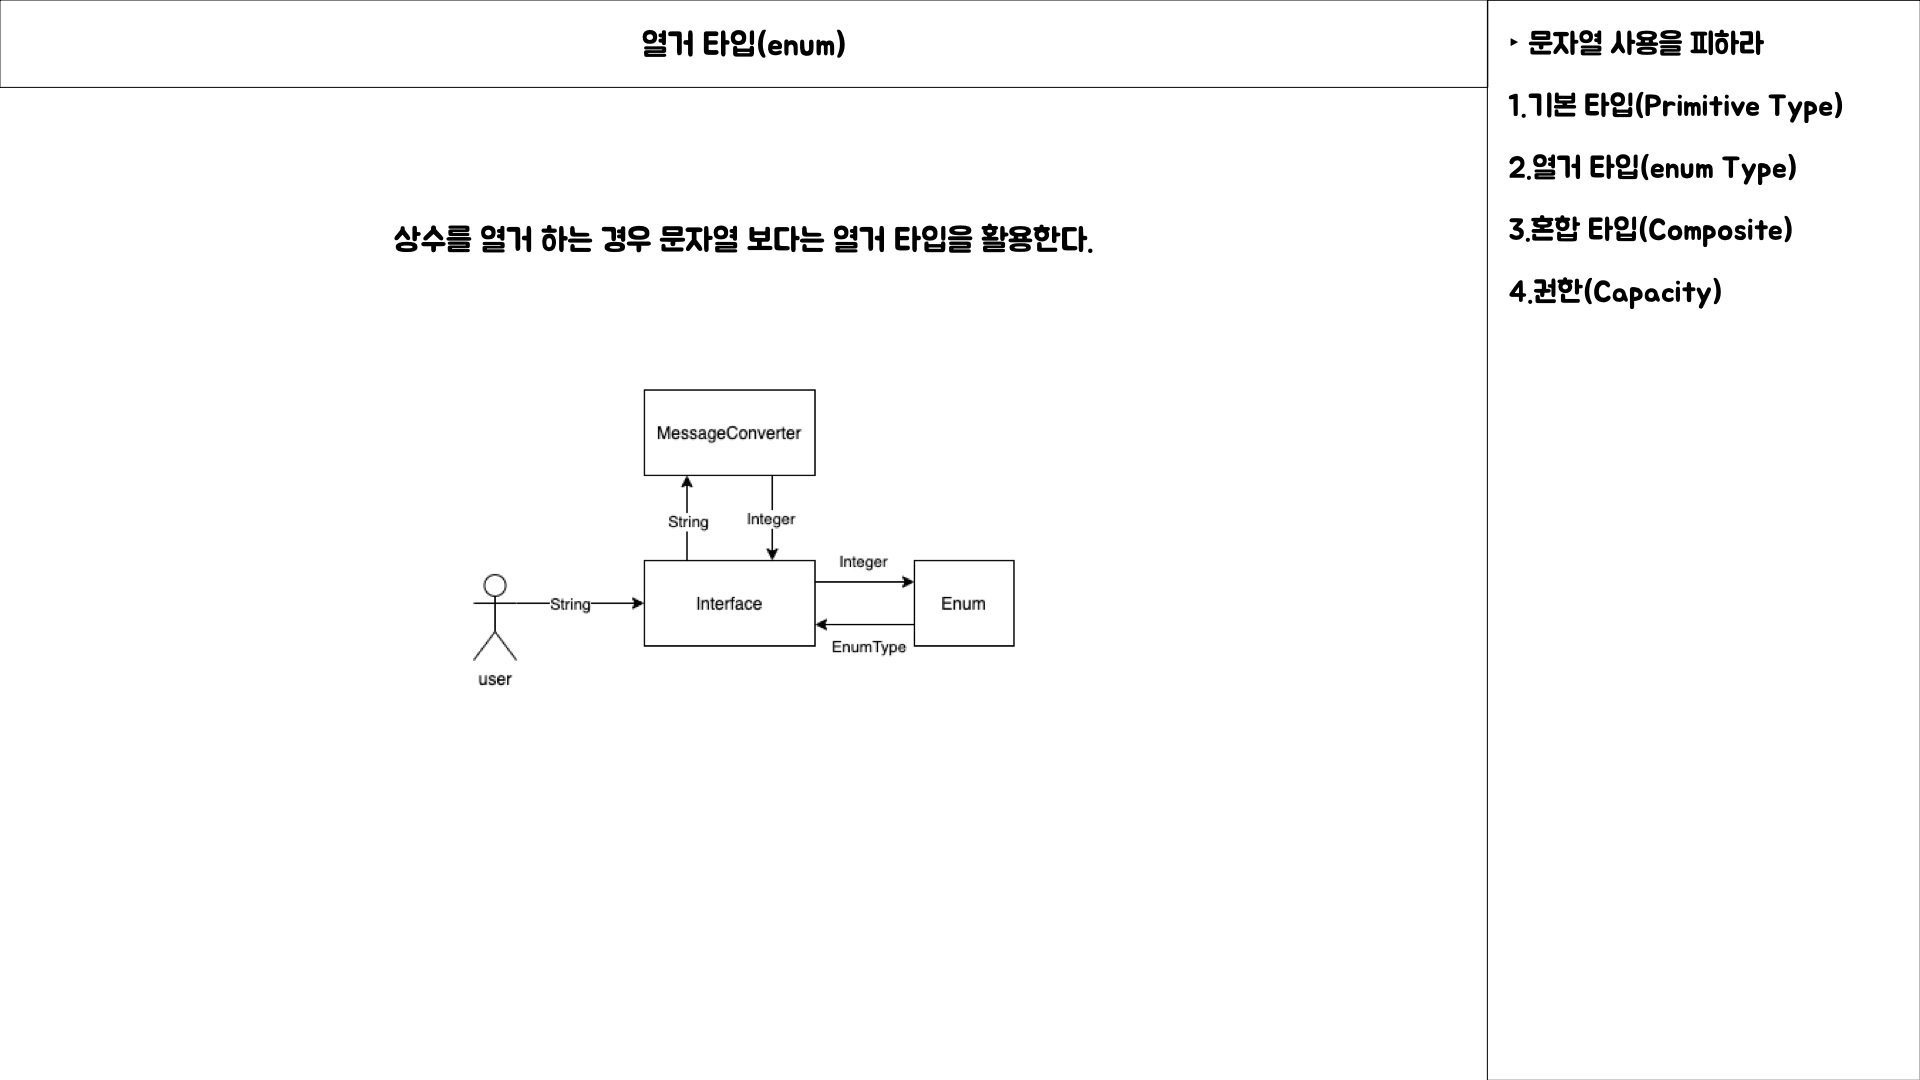 열거 타입(enum)
상수를 열거 하는 경우 문자열 보다는 열거 타입을 활용한다.
MessageConverter
String
Integer
Integer
String
Interface
Enum
EnumType
user
‣ 문자열 사용을 피하라
1.기본 타입(Primitive Type)
2.열거 타입(enum Type)
3.혼합 타입(Composite)
4.권한(Capacity)